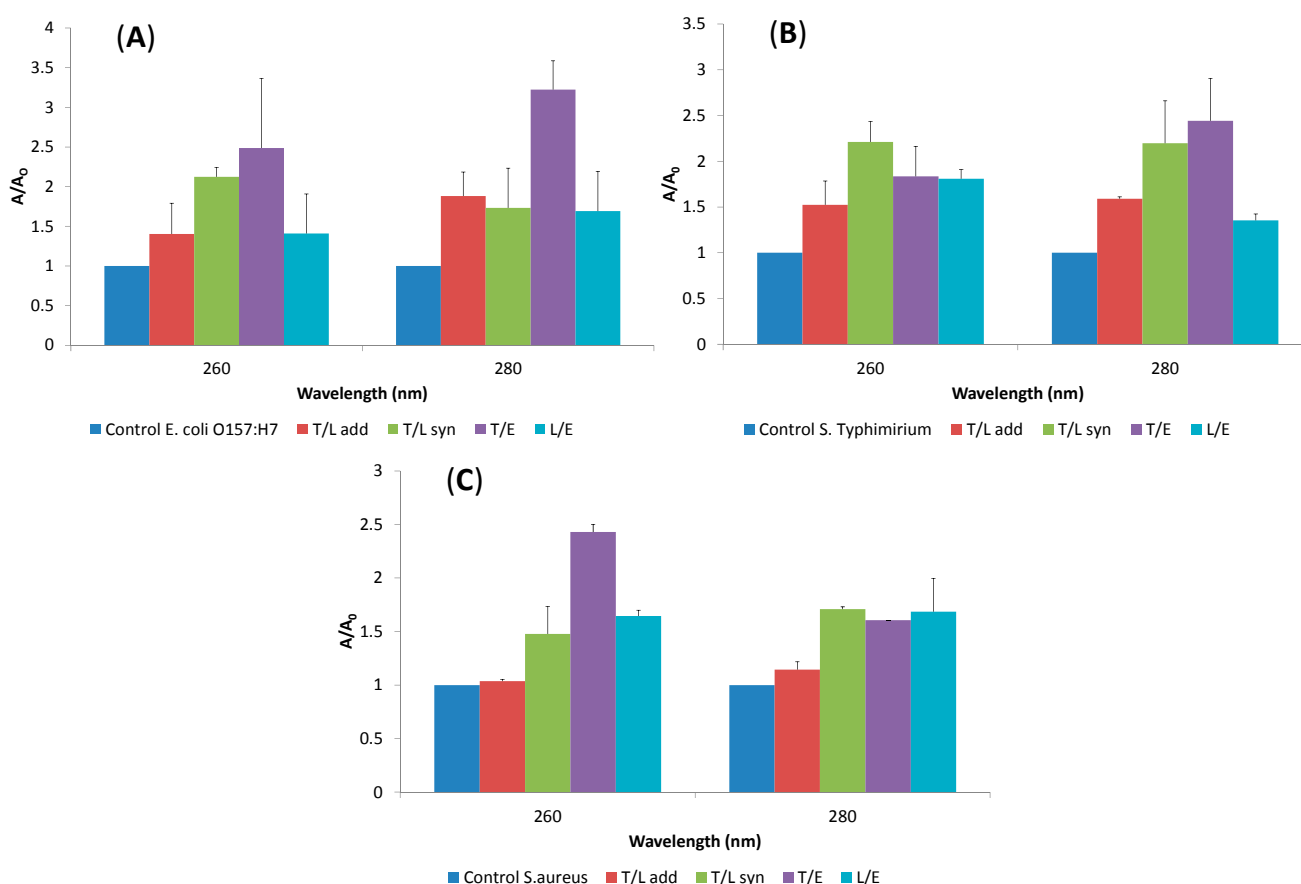 (A)
4
3.5
3
2.5
2
1.5
1
0.5
0
A/AO
260
280
Wavelength (nm)
Control E. coli O157:H7 T/L add T/L syn T/E L/E
(B)
3.5
3
2.5
2
1.5
1
0.5
0
A/A0
260
280
Wavelength (nm)
Control S. Typhimirium T/L add T/L syn T/E L/E
(C)
3
2.5
2
1.5
1
0.5
0
A/A0
260
280
Wavelength (nm)
Control S.aureus T/L add T/L syn T/E L/E